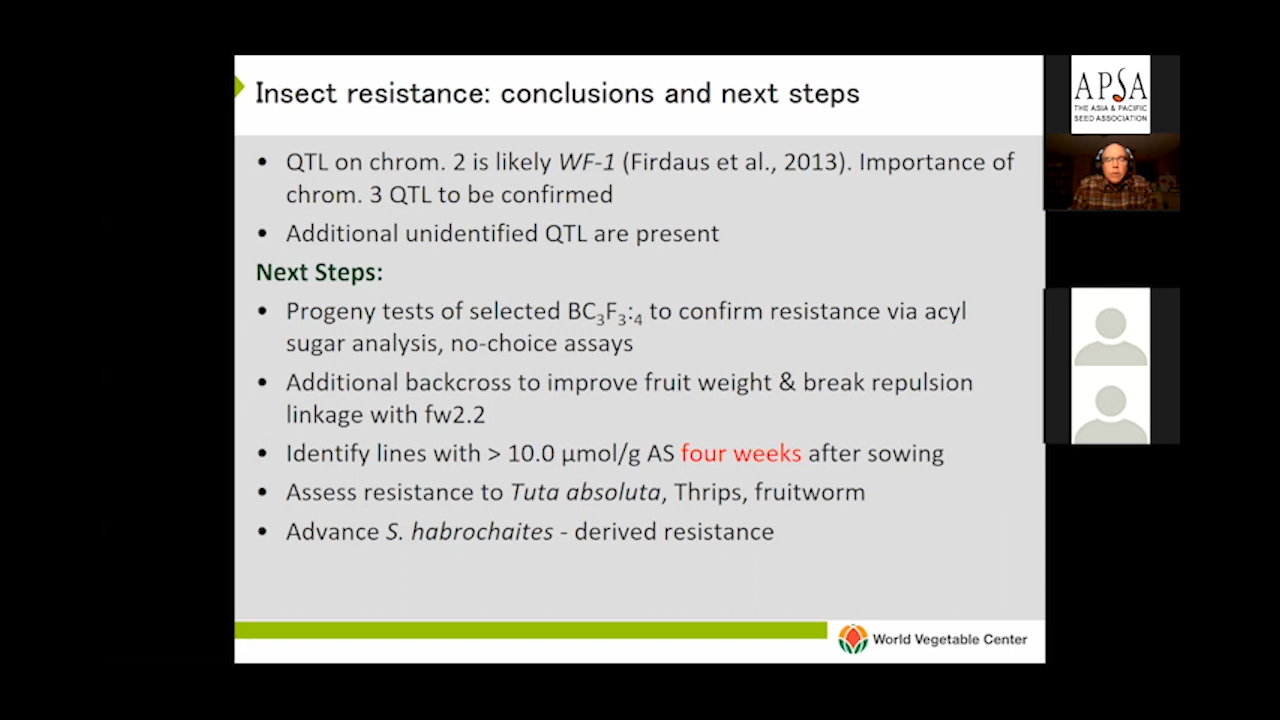 Insect resistance: conclusions and next steps
• QTL on chrom. 2 is likely WF-1 (Firdaus et al., 2013). Importance of
chrom. 3 QTL to be confirmed
• Additional unidentified QTL are present
Next Steps:
• Progeny tests of selected BC₃F₃:₄ to confirm resistance via acyl
sugar analysis, no-choice assays
• Additional backcross to improve fruit weight & break repulsion
linkage with fw2.2
• Identify lines with > 10.0 µmol/g AS four weeks after sowing
• Assess resistance to Tuta absoluta, Thrips, fruitworm
• Advance S. habrochaites - derived resistance
World Vegetable Center
APSA
THE ASIA & PACIFIC
SEED ASSOCIATION